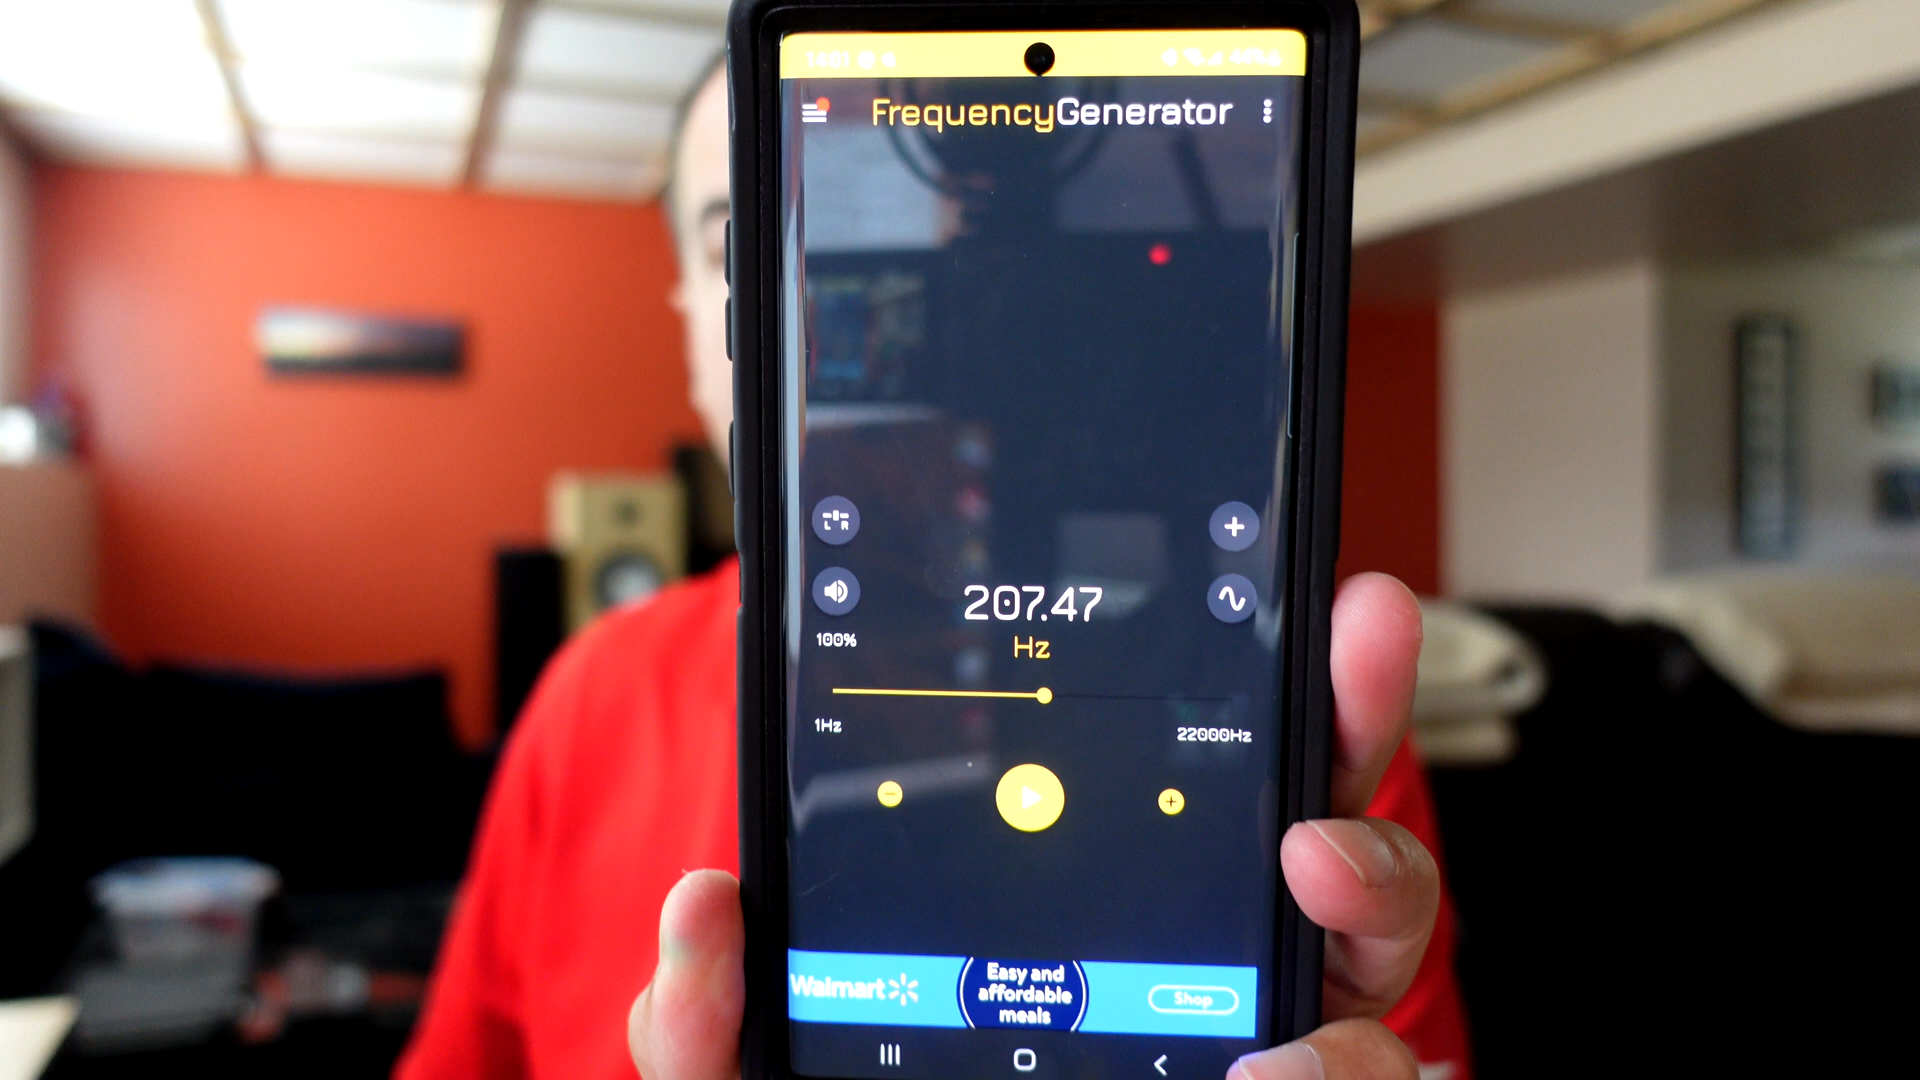 FrequencyGenerator
L R
100%
207.47
Hz
1Hz
22000Hz
Walmart
Easy and
affordable
meals
Shop